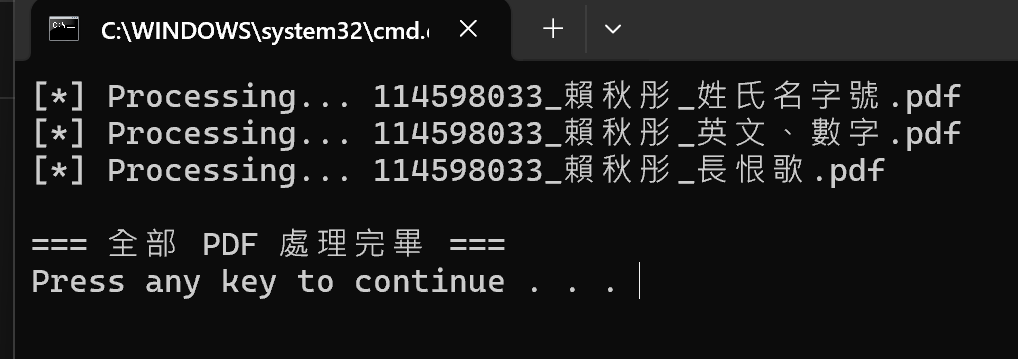 C:\WINDOWS\system32\cmd.e
[*] Processing... 114598033_賴秋彤_姓氏名字號.pdf
[*] Processing... 114598033_賴秋彤_英文、數字.pdf
[*] Processing... 114598033_賴秋彤_長恨歌.pdf
=== 全部 PDF 處理完畢 ===
Press any key to continue . . .